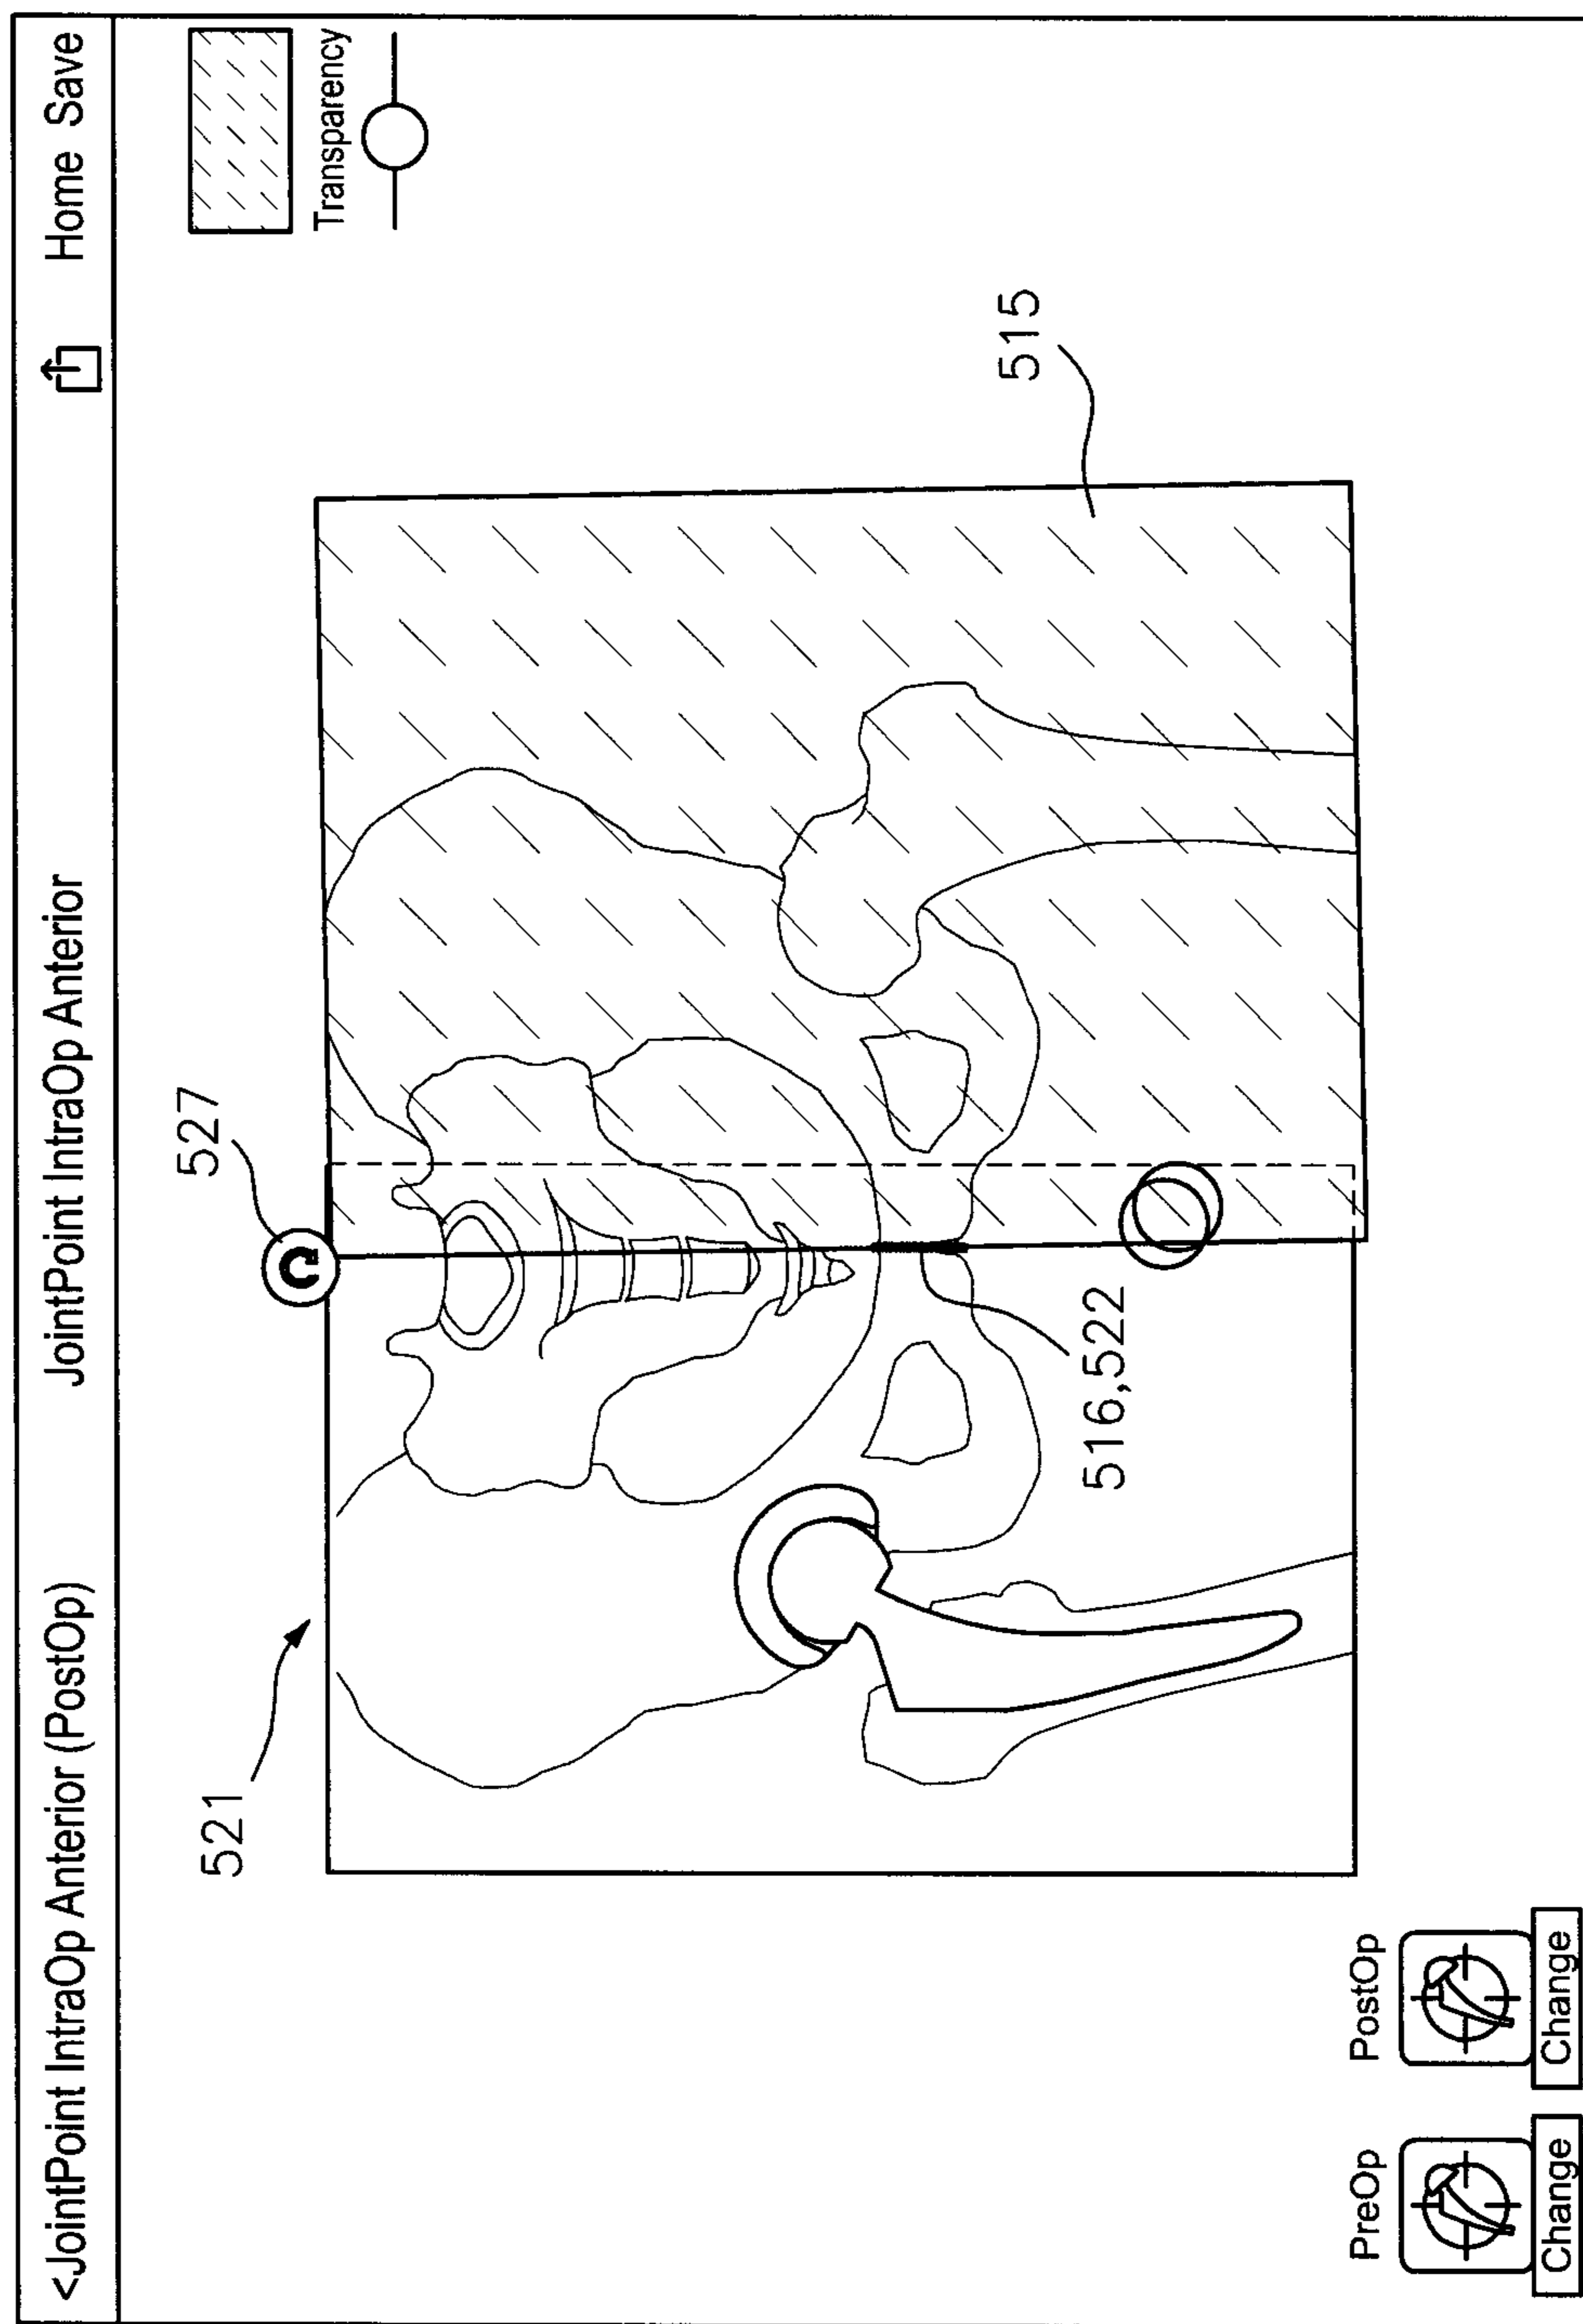 <JointPoint IntraOp Anterior (PostOp)
JointPoint IntraOp Anterior
Home Save
Transparency
521
527
515
516,522
PreOp
PostOp
Change
Change